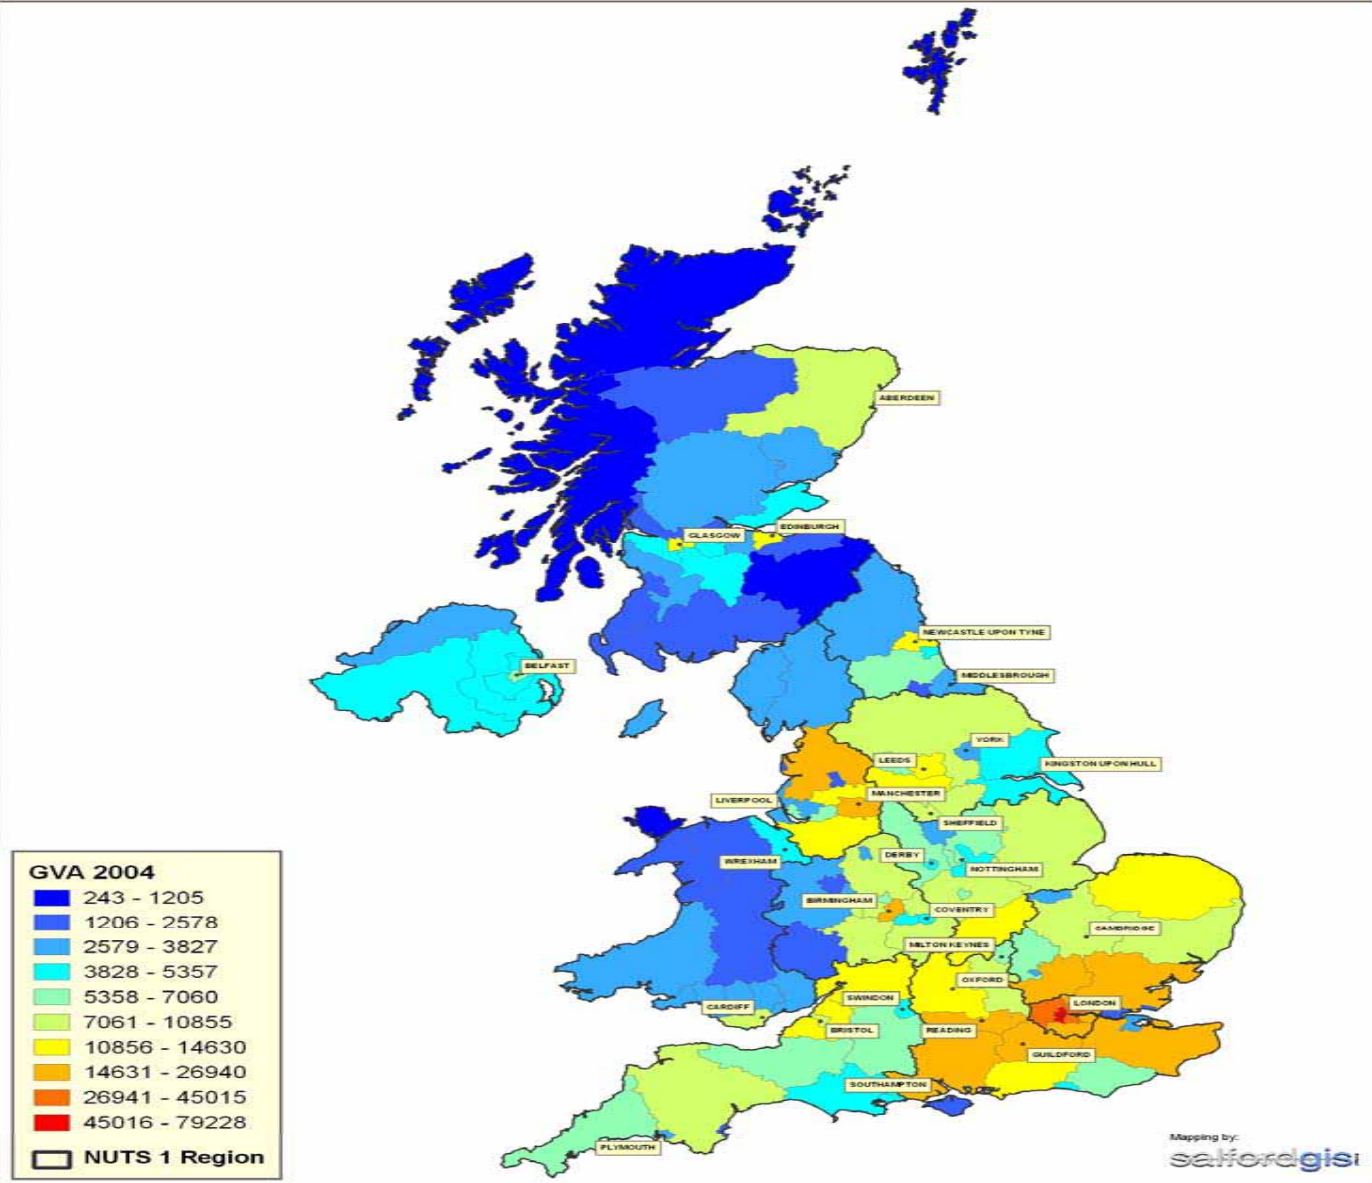 ABERDEEN
EDINBURGH
GLASGOW
NEWCASTLE UPON TYNE
BELFAST
MIDDLESBROUGH
YORK
LEEDS
KINGSTON UPON HULL
MANCHESTER
LIVERPOOL
SHEFFIELD
DERBY
WREXHAM
NOTTINGHAM
BIRMINGHAM
COVENTRY
CAMBRIDGE
MILTON KEYNES
OXFORD
SWINDON
LONDON
CARDIFF
BRISTOL
READING
GUILDFORD
SOUTHAMPTON
PLYMOUTH
GVA 2004
243 - 1205
1206 - 2578
2579 - 3827
3828 - 5357
5358 - 7060
7061 - 10855
10856 - 14630
14631 - 26940
26941 - 45015
45016 - 79228
NUTS 1 Region
Mapping by:
salfordgis